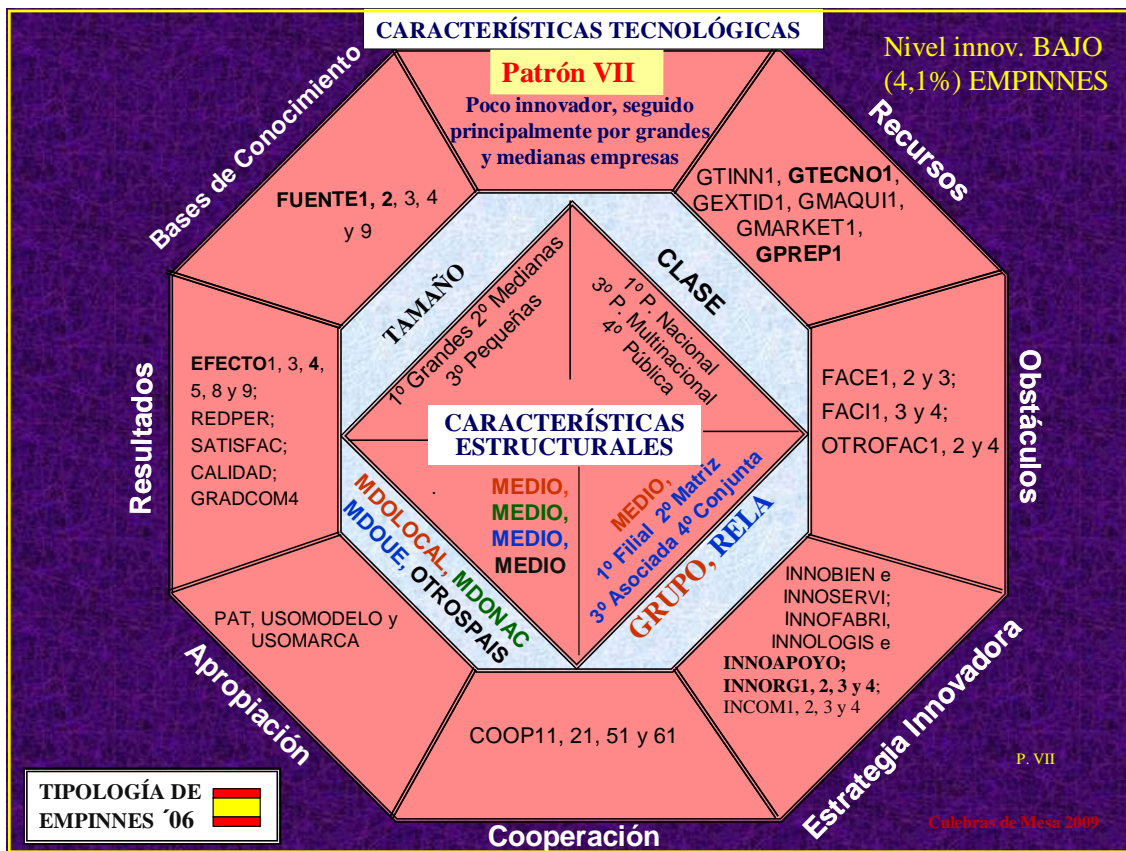 CARACTERÍSTICAS TECNOLÓGICAS
Patrón VII
Poco innovador, seguido
principalmente por grandes
y medianas empresas
Nivel innov. BAJO
(4,1%) EMPINNES
Bases de Conocimiento
FUENTE1, 2, 3, 4
y 9
Recursos
GTINN1, GTECNO1,
GEXTID1, GMAQUI1,
GMARKET1,
GPREP1
TAMAÑO
1º Grandes 2º Medianas
3º Pequeñas
CLASE
1º P. Nacional
3º P. Multinacional
4º Pública
Resultados
EFECTO1, 3, 4,
5, 8 y 9;
REDPER;
SATISFAC;
CALIDAD;
GRADCOM4
Obstáculos
FACE1, 2 y 3;
FACI1, 3 y 4;
OTROFAC1, 2 y 4
CARACTERÍSTICAS
ESTRUCTURALES
.
MEDIO,
MEDIO,
MEDIO,
MEDIO
MDOLOCAL, MDONAC
MDOUE, OTROSPAIS
MEDIO,
1º Filial 2º Matriz
3º Asociada 4º Conjunta
GRUPO, RELA
Apropiación
PAT, USOMODELO y
USOMARCA
Cooperación
COOP11, 21, 51 y 61
Estrategia Innovadora
INNOBIEN e
INNOSERVI;
INNOFABRI,
INNOLOGIS e
INNOAPOYO;
INNORG1, 2, 3 y 4;
INCOM1, 2, 3 y 4
P. VII
TIPOLOGÍA DE
EMPINNES ´06
Culebras de Mesa 2009